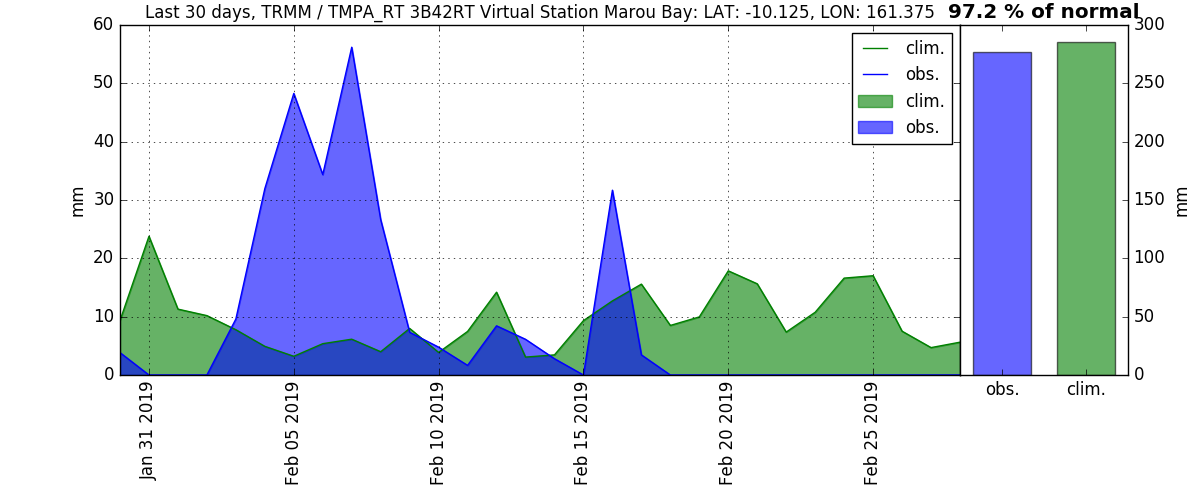 Last 30 days, TRMM / TMPA_RT 3B42RT Virtual Station Marou Bay: LAT: -10.125, LON: 161.375
97.2 % of normal
60
50
40
30
20
10
0
mm
clim.
obs.
clim.
obs.
300
250
200
150
100
50
0
mm
Jan 31 2019
Feb 05 2019
Feb 10 2019
Feb 15 2019
Feb 20 2019
Feb 25 2019
obs.
clim.